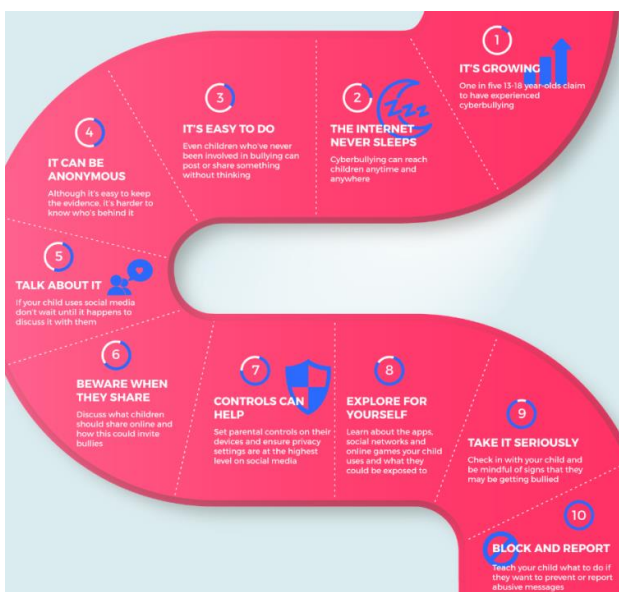 1
IT'S GROWING
One in five 13-18 year-olds claim
to have experienced
cyberbullying
2
THE INTERNET
NEVER SLEEPS
Cyberbullying can reach
children anytime and
anywhere
3
IT'S EASY TO DO
Even children who've never
been involved in bullying can
post or share something
without thinking
4
IT CAN BE
ANONYMOUS
Although it's easy to keep
the evidence, it's harder to
know who's behind it
5
TALK ABOUT IT
If your child uses social media
don't wait until it happens to
discuss it with them
6
BEWARE WHEN
THEY SHARE
Discuss what children
should share online and
how this could invite
bullies
7
CONTROLS CAN
HELP
Set parental controls on their
devices and ensure privacy
settings are at the highest
level on social media
8
EXPLORE FOR
YOURSELF
Learn about the apps,
social networks and
online games your child
uses and what they
could be exposed to
9
TAKE IT SERIOUSLY
Check in with your child and
be mindful of signs that they
may be getting bullied
10
BLOCK AND REPORT
Teach your child what to do if
they want to prevent or report
abusive messages
zzz